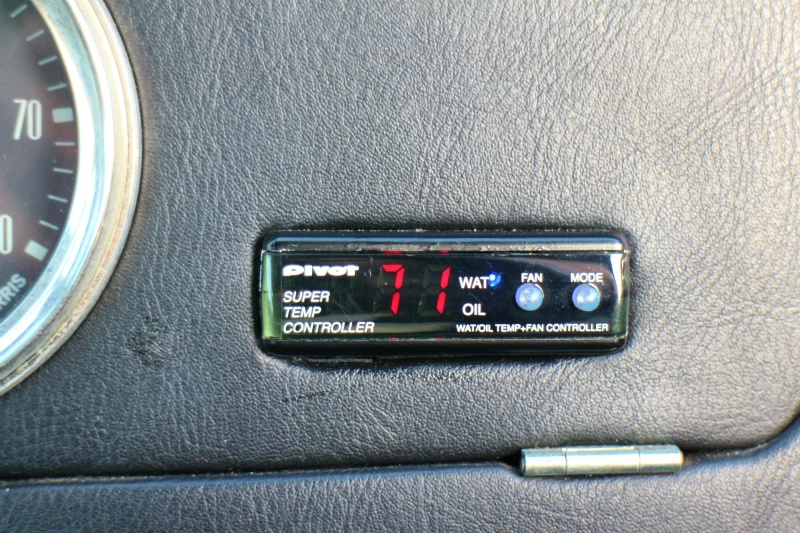 70
pivot
SUPER
TEMP
CONTROLLER
71
WAT
OIL
FAN
MODE
WAT/OIL TEMP+FAN CONTROLLER